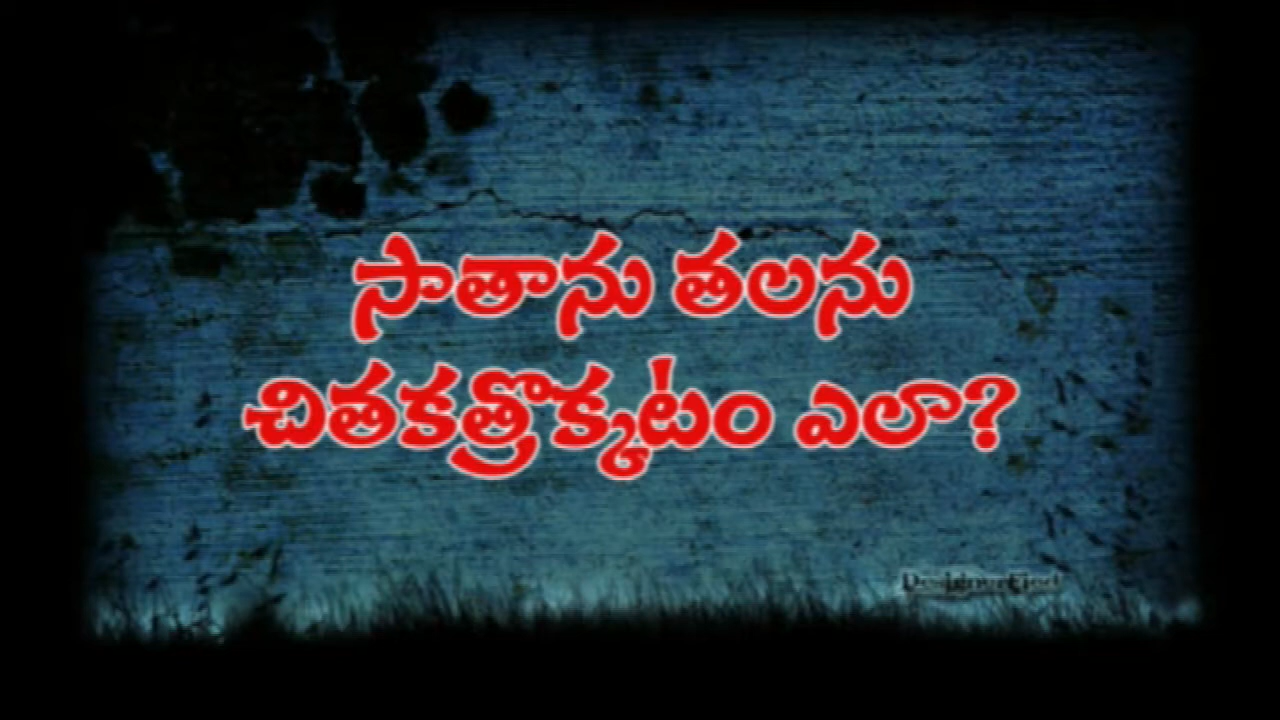 సాతాను తలను
చితకత్రొక్కటం ఎలా?